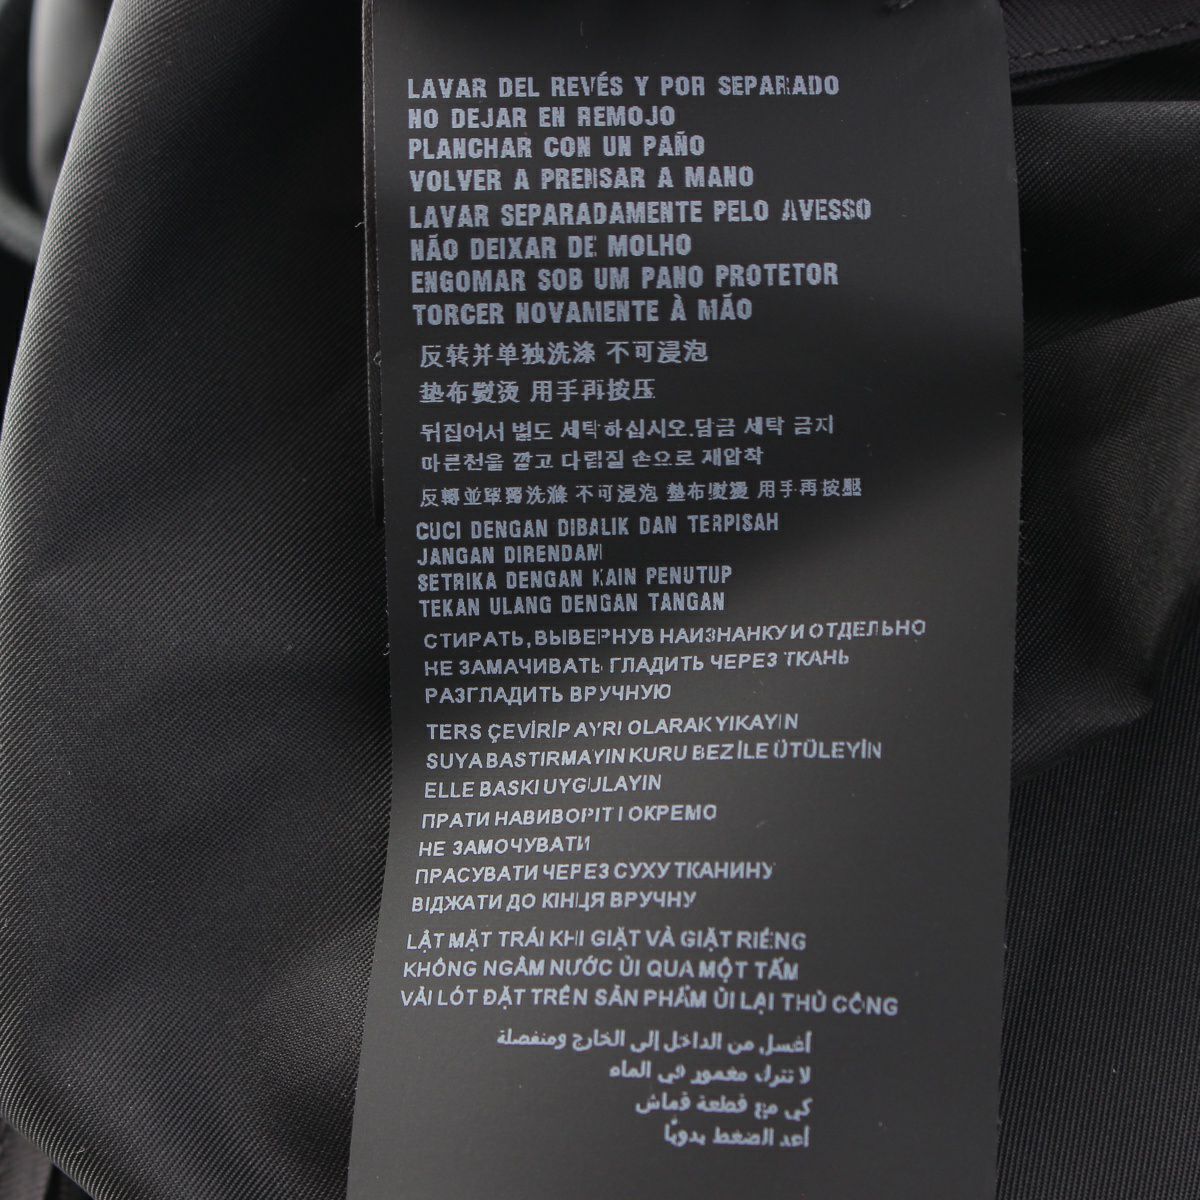 LAVAR DEL REVÉS Y POR SEPARADO
NO DEJAR EN REMOJO
PLANCHAR CON UN PAÑO
VOLVER A PRENSAR A MANO
LAVAR SEPARADAMENTE PELO AVESSO
NÃO DEIXAR DE MOLHO
ENGOMAR SOB UM PANO PROTETOR
TORCER NOVAMENTE À MÃO
反转并单独洗涤 不可浸泡
垫布熨烫 用手再按压
뒤집어서 별도 세탁하십시오.담금 세탁 금지
마른천을 깔고 다림질 손으로 재압착
反轉並單獨洗滌 不可浸泡 墊布熨燙 用手再按壓
CUCI DENGAN DIBALIK DAN TERPISAH
JANGAN DIRENDAM
SETRIKA DENGAN KAIN PENUTUP
TEKAN ULANG DENGAN TANGAN
СТИРАТЬ, ВЫВЕРНУВ НАИЗНАНКУ И ОТДЕЛЬНО
НЕ ЗАМАЧИВАТЬ ГЛАДИТЬ ЧЕРЕЗ ТКАНЬ
РАЗГЛАДИТЬ ВРУЧНУЮ
TERS ÇEVİRİP AYRI OLARAK YIKAYIN
SUYA BASTIRMAYIN KURU BEZ İLE ÜTÜLEYİN
ELLE BASKI UYGULAYIN
ПРАТИ НАВИВОРІТ І ОКРЕМО
НЕ ЗАМОЧУВАТИ
ПРАСУВАТИ ЧЕРЕЗ СУХУ ТКАНИНУ
ВІДЖАТИ ДО КІНЦЯ ВРУЧНУ
LẬT MẶT TRÁI KHI GIẶT VÀ GIẶT RIÊNG
KHÔNG NGÂM NƯỚC ỦI QUA MỘT TẤM
VẢI LÓT ĐẶT TRÊN SẢN PHẨM ỦI LẠI THỦ CÔNG
أغسل من الداخل إلى الخارج ومنفصلة
لا تترك مغمور في الماء
كي مع قطعة قماش
أعد الضغط يدويًا